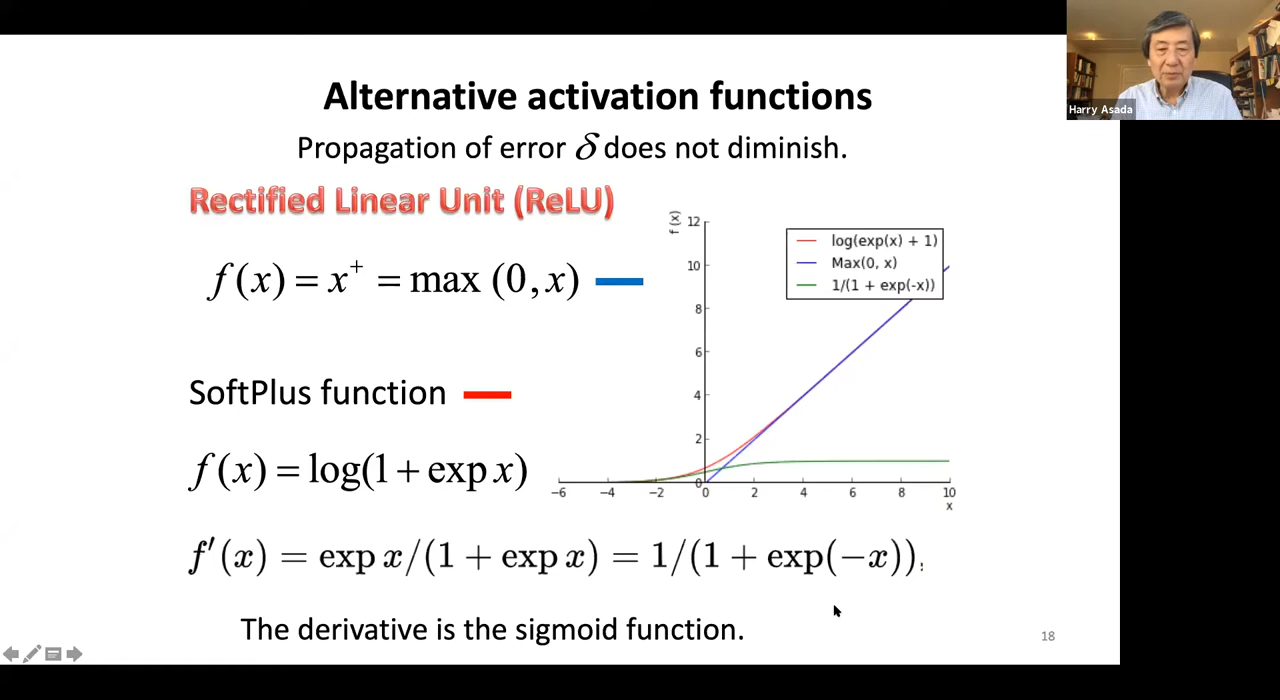 Harry Asada
Alternative activation functions
Propagation of error δ does not diminish.
Rectified Linear Unit (ReLU)
f(x) = x⁺ = max (0, x)
SoftPlus function
f(x) = log(1 + exp x)
f(x)
12
10
8
6
4
2
0
−6 −4 −2 0 2 4 6 8 10
x
log(exp(x) + 1)
Max(0, x)
1/(1 + exp(-x))
f′(x) = exp x/(1 + exp x) = 1/(1 + exp(−x)),
The derivative is the sigmoid function.
18